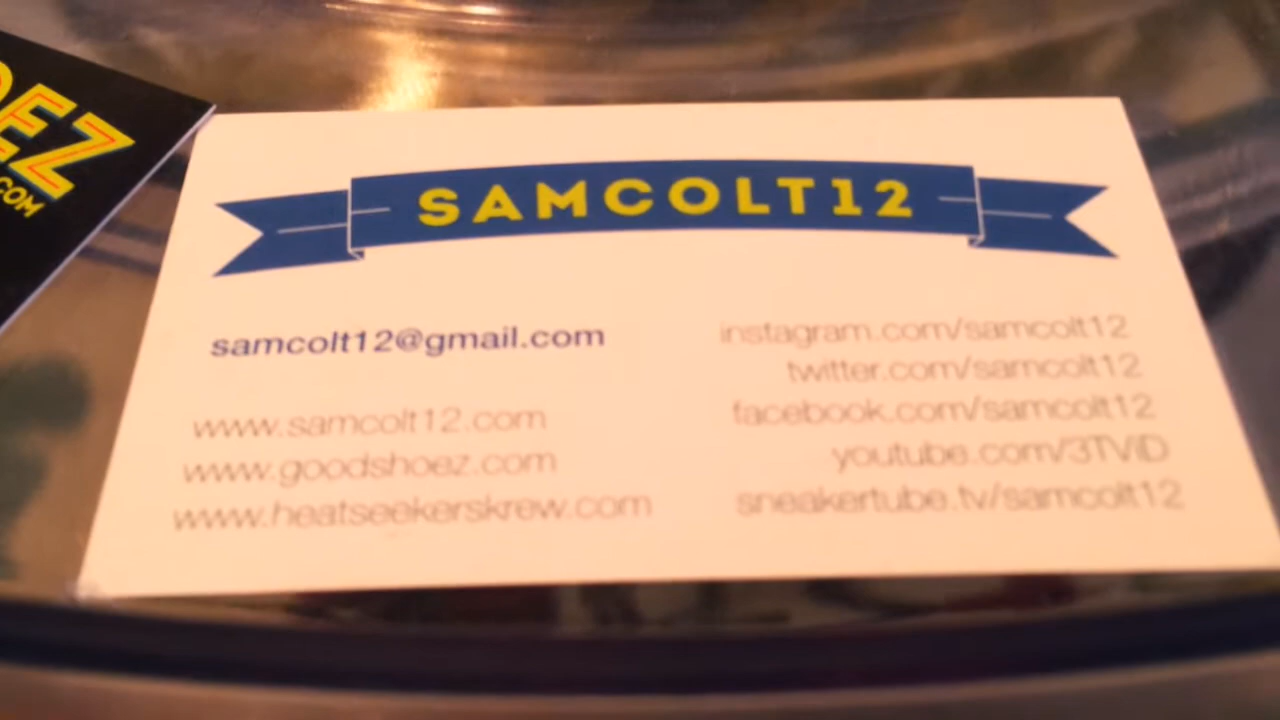 EZ
.COM
SAMCOLT12
samcolt12@gmail.com
www.samcolt12.com
www.goodshoez.com
www.heatseekerskrew.com
instagram.com/samcolt12
twitter.com/samcolt12
facebook.com/samcolt12
youtube.com/3TViD
sneakertube.tv/samcolt12